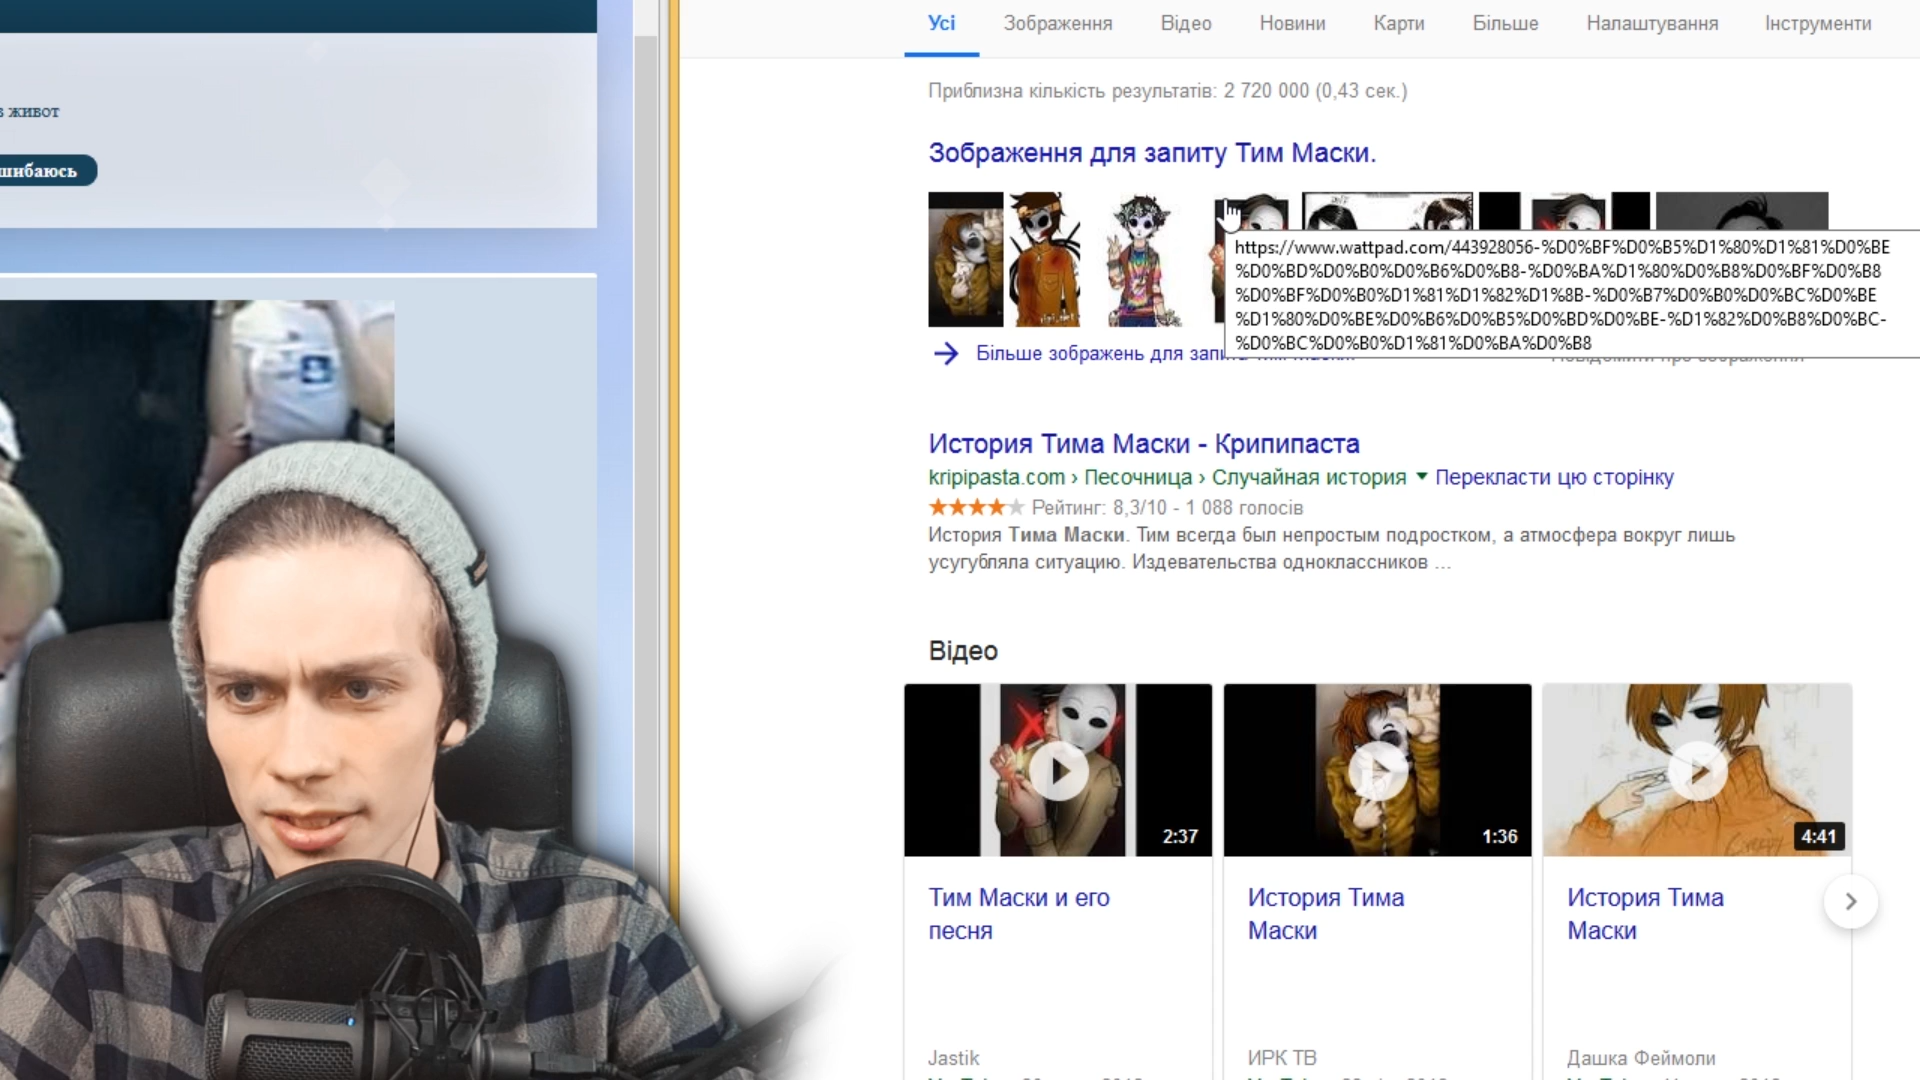 в живот
шибаюсь
Усі Зображення Відео Новини Карти Більше Налаштування Інструменти
Приблизна кількість результатів: 2 720 000 (0,43 сек.)
Зображення для запиту Тим Маски.
https://www.wattpad.com/443928056-%D0%BF%D0%B5%D1%80%D1%81%D0%BE
%D0%BD%D0%B0%D0%B6%D0%B8-%D0%BA%D1%80%D0%B8%D0%BF%D0%B8
%D0%BF%D0%B0%D1%81%D1%82%D1%8B-%D0%B7%D0%B0%D0%BC%D0%BE
%D1%80%D0%BE%D0%B6%D0%B5%D0%BD%D0%BE-%D1%82%D0%B8%D0%BC-
%D0%BC%D0%B0%D1%81%D0%BA%D0%B8
Більше зображень для запиту Тим Маски. Повідомити про зображення
История Тима Маски - Крипипаста
kripipasta.com › Песочница › Случайная история ▼ Перекласти цю сторінку
Рейтинг: 8,3/10 - 1 088 голосів
История Тима Маски. Тим всегда был непростым подростком, а атмосфера вокруг лишь
усугубляла ситуацию. Издевательства одноклассников ...
Відео
2:37
1:36
4:41
Тим Маски и его
песня
История Тима
Маски
История Тима
Маски
Jastik
ИРК ТВ
Дашка Феймоли